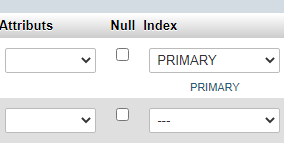 Attributs Null Index
PRIMARY
PRIMARY
---